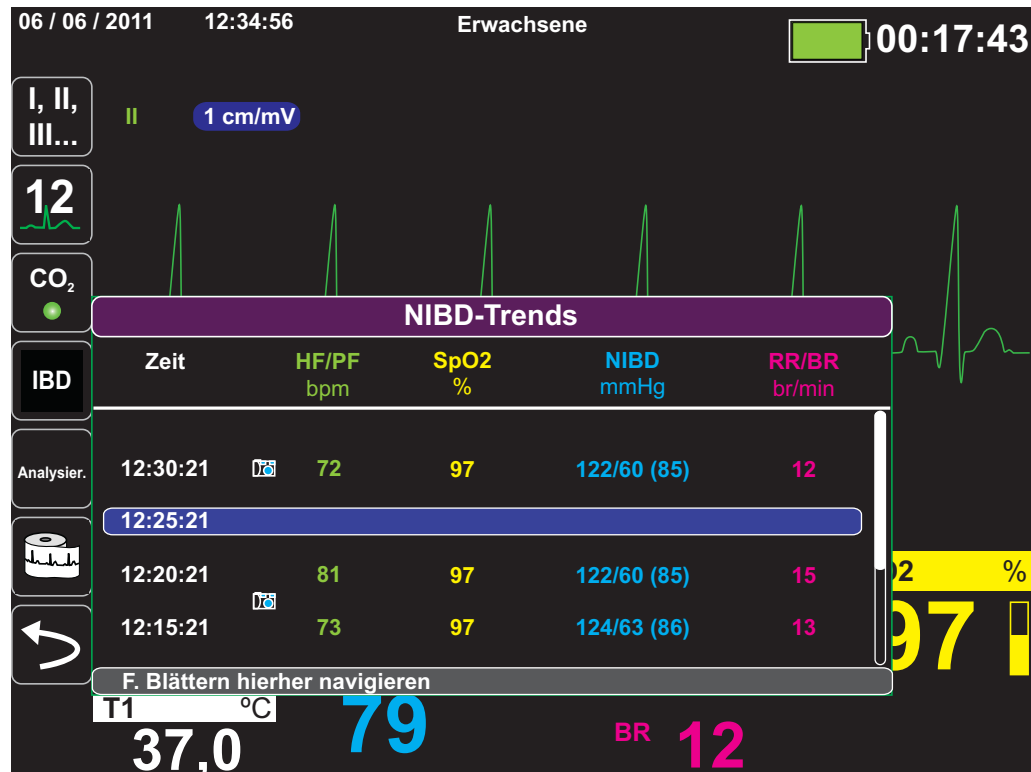 06 / 06 / 2011 12:34:56 Erwachsene 00:17:43
I, II,
III...
II 1 cm/mV
12
CO₂
IBD
Analysier.
NIBD-Trends
Zeit HF/PF SpO2 NIBD RR/BR
bpm % mmHg br/min
12:30:21 72 97 122/60 (85) 12
12:25:21
12:20:21 81 97 122/60 (85) 15
12:15:21 73 97 124/63 (86) 13
F. Blättern hierher navigieren
O2 %
97
T1 ºC
37,0
79
BR 12